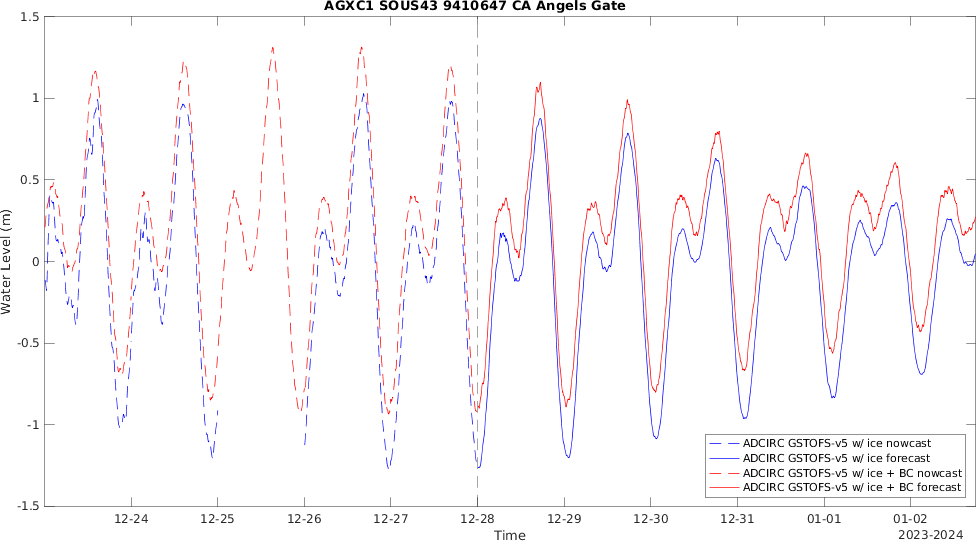 AGXC1 SOUS43 9410647 CA Angels Gate
1.5
1
0.5
0
-0.5
-1
-1.5
Water Level (m)
12-24 12-25 12-26 12-27 12-28 12-29 12-30 12-31 01-01 01-02
Time
2023-2024
ADCIRC GSTOFS-v5 w/ ice nowcast
ADCIRC GSTOFS-v5 w/ ice forecast
ADCIRC GSTOFS-v5 w/ ice + BC nowcast
ADCIRC GSTOFS-v5 w/ ice + BC forecast